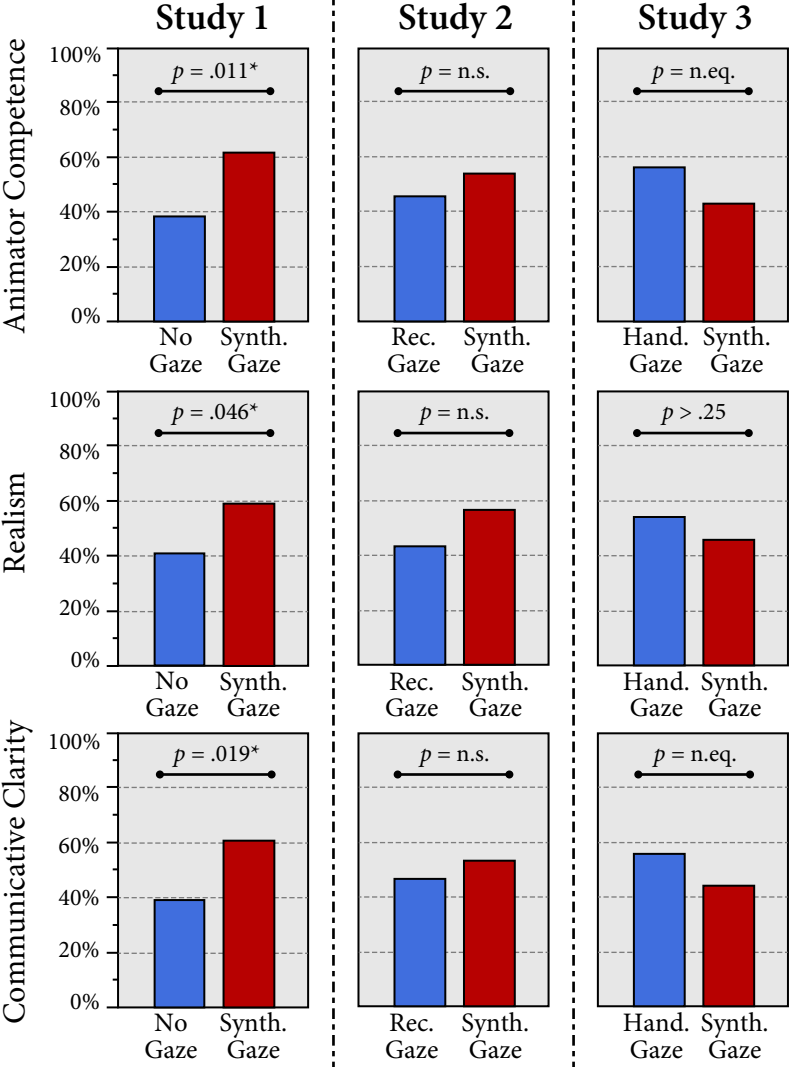 Study 1
Study 2
Study 3
Animator Competence
100%
80%
60%
40%
20%
0%
p = .011*
No Gaze
Synth. Gaze
p = n.s.
Rec. Gaze
Synth. Gaze
p = n.eq.
Hand. Gaze
Synth. Gaze
Realism
100%
80%
60%
40%
20%
0%
p = .046*
No Gaze
Synth. Gaze
p = n.s.
Rec. Gaze
Synth. Gaze
p > .25
Hand. Gaze
Synth. Gaze
Communicative Clarity
100%
80%
60%
40%
20%
0%
p = .019*
No Gaze
Synth. Gaze
p = n.s.
Rec. Gaze
Synth. Gaze
p = n.eq.
Hand. Gaze
Synth. Gaze